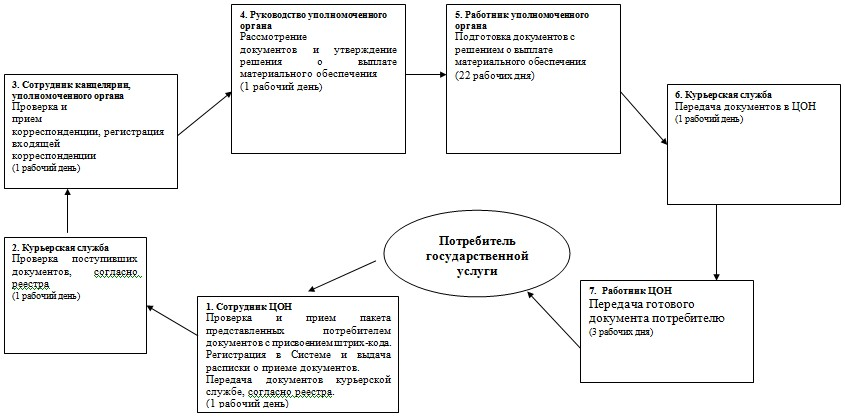 4. Руководство уполномоченного
органа
Рассмотрение
документов и утверждение
решения о выплате
материального обеспечения
(1 рабочий день)
5. Работник уполномоченного
органа
Подготовка документов с
решением о выплате
материального обеспечения
(22 рабочих дня)
3. Сотрудник канцелярии,
уполномоченного органа
Проверка и
прием
корреспонденции, регистрация
входящей
корреспонденции
(1 рабочий день)
6. Курьерская служба
Передача документов в ЦОН
(1 рабочий день)
2. Курьерская служба
Проверка поступивших
документов, согласно
реестра
(1 рабочий день)
Потребитель
государственной
услуги
1. Сотрудник ЦОН
Проверка и прием пакета
представленных потребителем
документов с присвоением штрих-кода.
Регистрация в Системе и выдача
расписки о приеме документов.
Передача документов курьерской
службе, согласно реестра.
(1 рабочий день)
7. Работник ЦОН
Передача готового
документа потребителю
(3 рабочих дня)